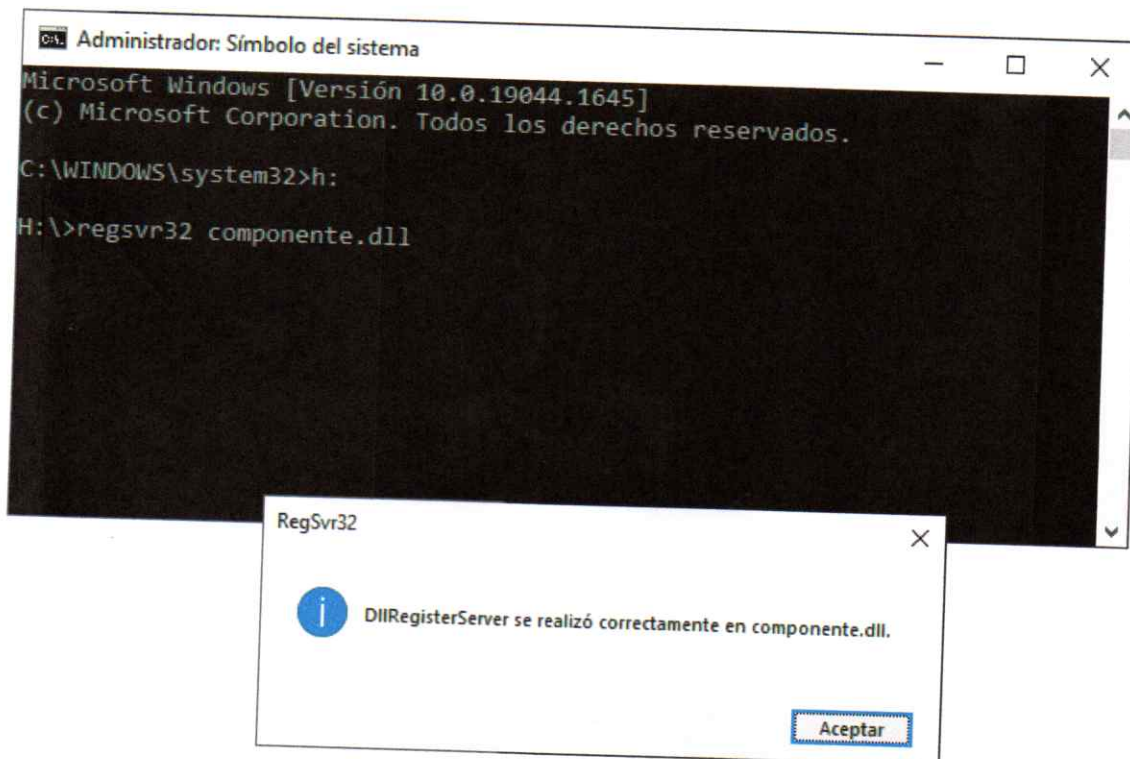 Administrador: Símbolo del sistema
Microsoft Windows [Versión 10.0.19044.1645]
(c) Microsoft Corporation. Todos los derechos reservados.
C:\WINDOWS\system32>h:
H:\>regsvr32 componente.dll
RegSvr32
DllRegisterServer se realizó correctamente en componente.dll.
Aceptar